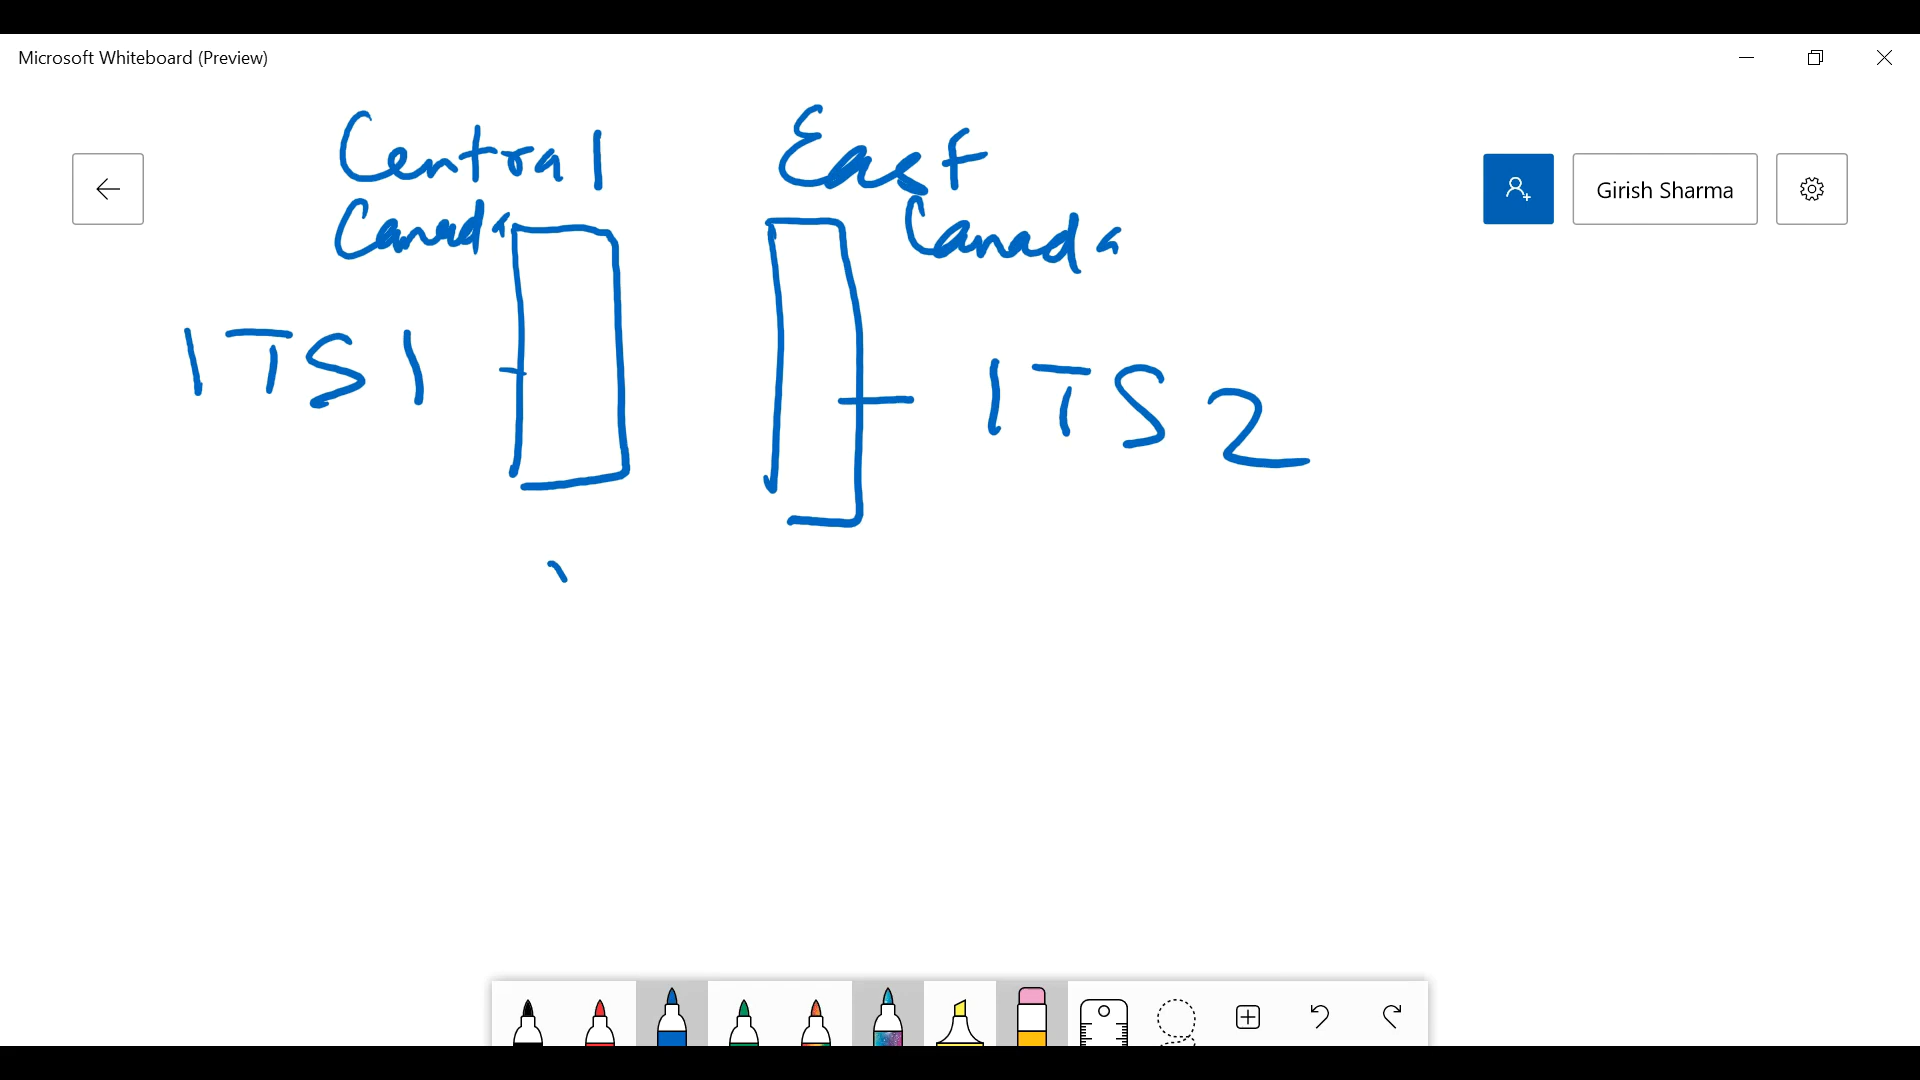 Microsoft Whiteboard (Preview)
Central
Canada
East
Canada
Girish Sharma
ITS1
ITS2